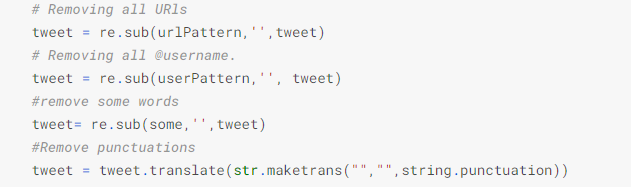 # Removing all URls
tweet = re.sub(urlPattern,'',tweet)
# Removing all @username.
tweet = re.sub(userPattern,'', tweet)
#remove some words
tweet= re.sub(some,'',tweet)
#Remove punctuations
tweet = tweet.translate(str.maketrans("","",string.punctuation))